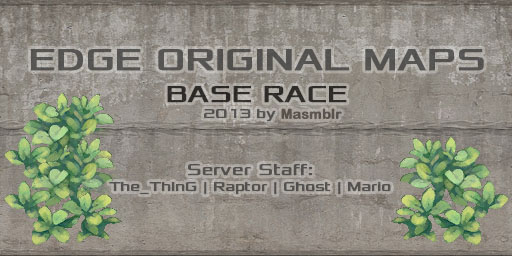 EDGE ORIGINAL MAPS
BASE RACE
2013 by Masmblr
Server Staff:
The_ThInG | Raptor | Ghost | Mario